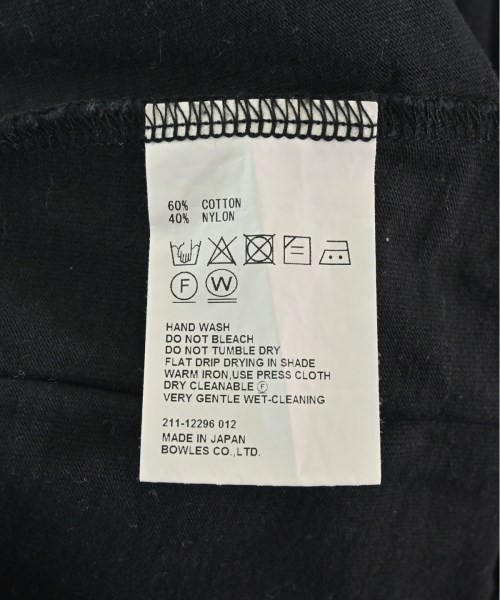 60% COTTON
40% NYLON
F W
HAND WASH
DO NOT BLEACH
DO NOT TUMBLE DRY
FLAT DRIP DRYING IN SHADE
WARM IRON,USE PRESS CLOTH
DRY CLEANABLE Ⓕ
VERY GENTLE WET-CLEANING
211-12296 012
MADE IN JAPAN
BOWLES CO.,LTD.